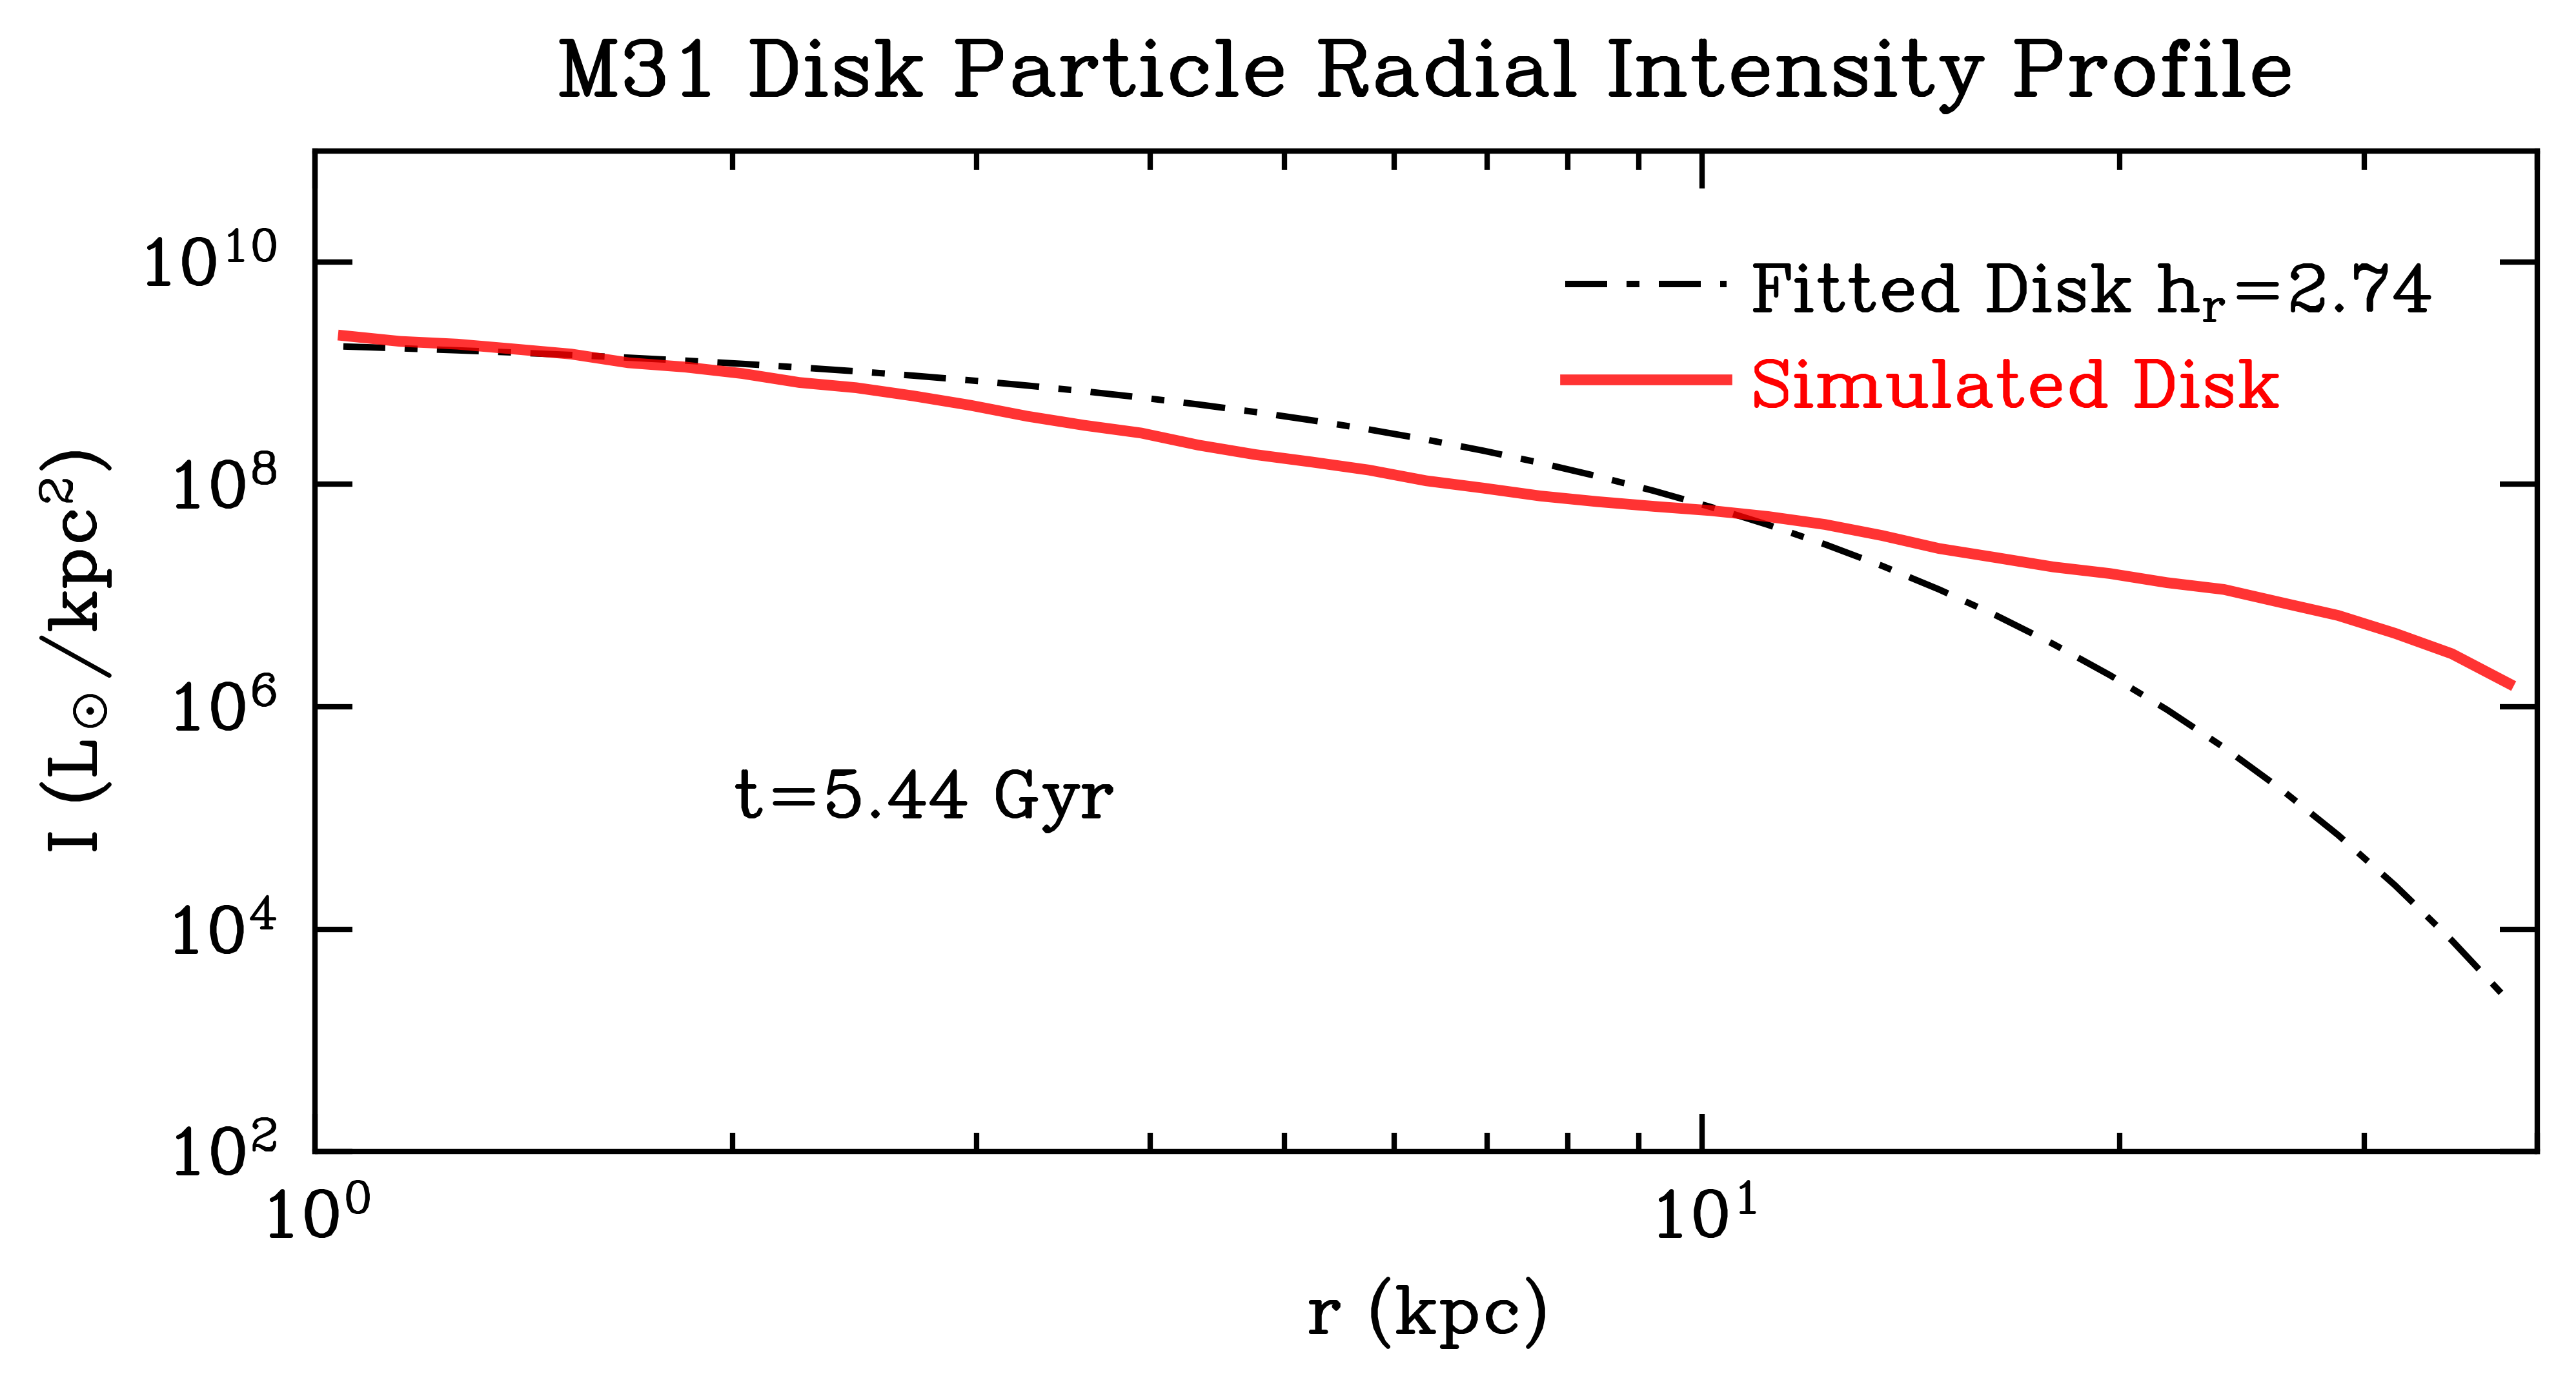 M31 Disk Particle Radial Intensity Profile
10¹⁰
10⁸
10⁶
10⁴
10²
I (L⊙/kpc²)
Fitted Disk hᵣ=2.74
Simulated Disk
t=5.44 Gyr
10⁰
10¹
r (kpc)